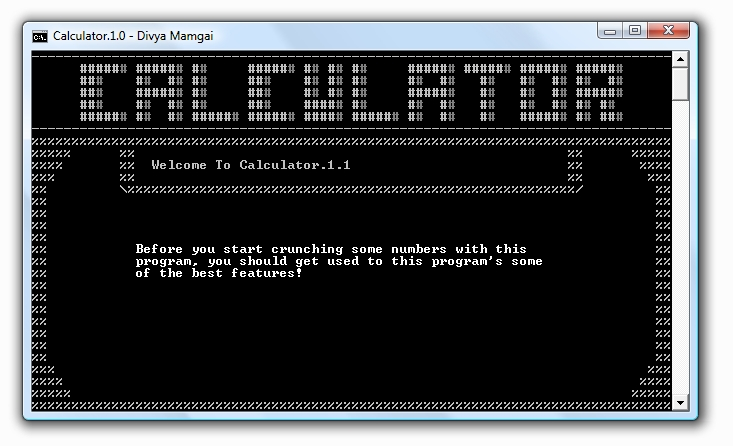 Calculator.1.0 - Divya Mamgai
CALCULATOR
Welcome To Calculator.1.1
Before you start crunching some numbers with this
program, you should get used to this program's some
of the best features!